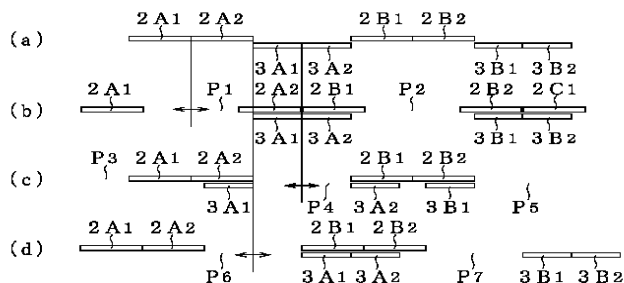 2A1 2A2 2B1 2B2
(a)
3A1 3A2 3B1 3B2
2A1 P1 2A2 2B1 P2 2B2 2C1
(b)
3A1 3A2 3B1 3B2
P3 2A1 2A2 2B1 2B2
(c)
3A1 P4 3A2 3B1 P5
2A1 2A2 2B1 2B2
(d)
P6 3A1 3A2 P7 3B1 3B2